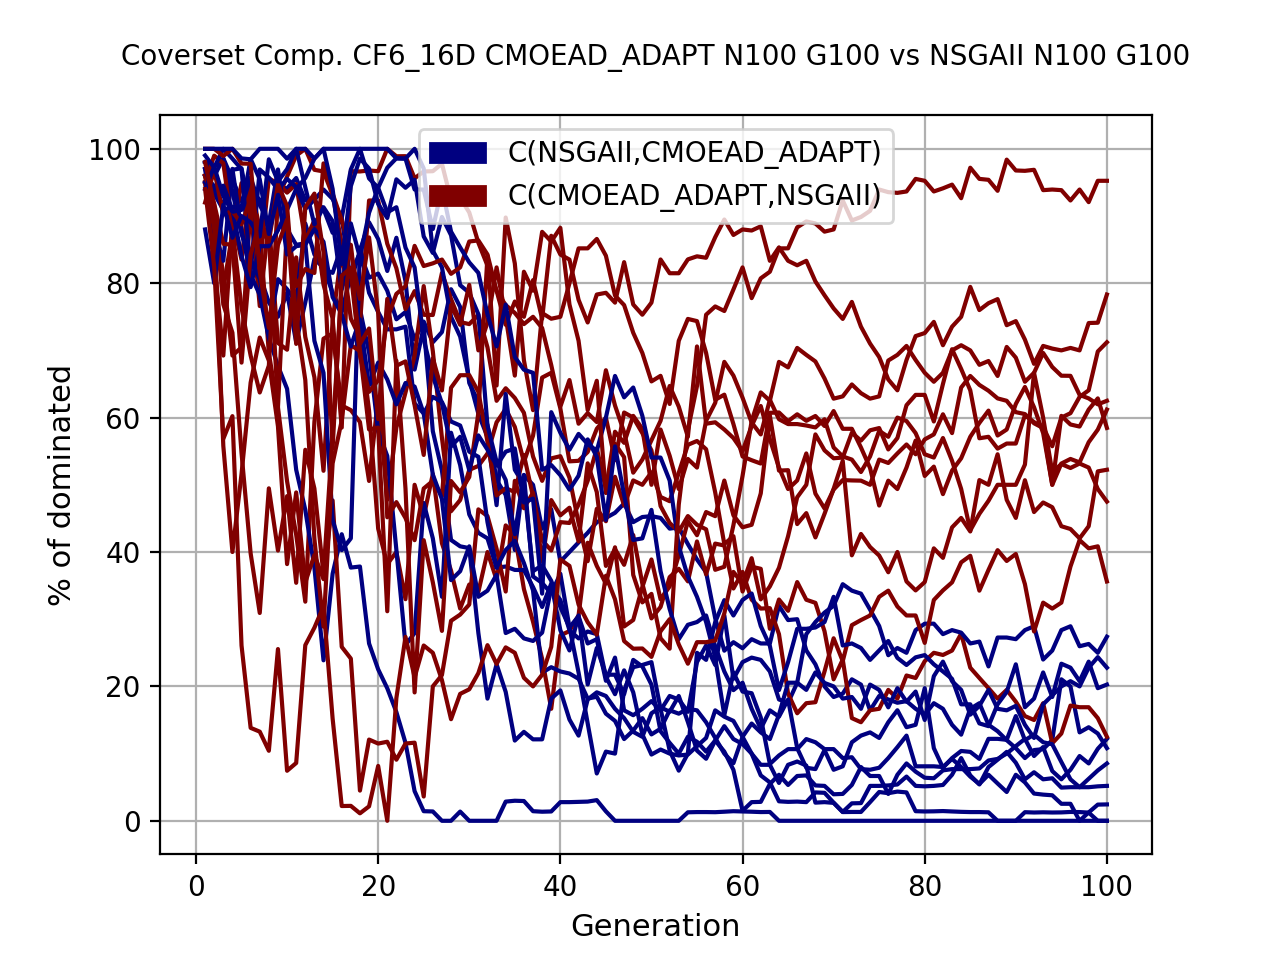 Coverset Comp. CF6_16D CMOEAD_ADAPT N100 G100 vs NSGAII N100 G100
C(NSGAII,CMOEAD_ADAPT)
C(CMOEAD_ADAPT,NSGAII)
% of dominated
100
80
60
40
20
0
0 20 40 60 80 100
Generation